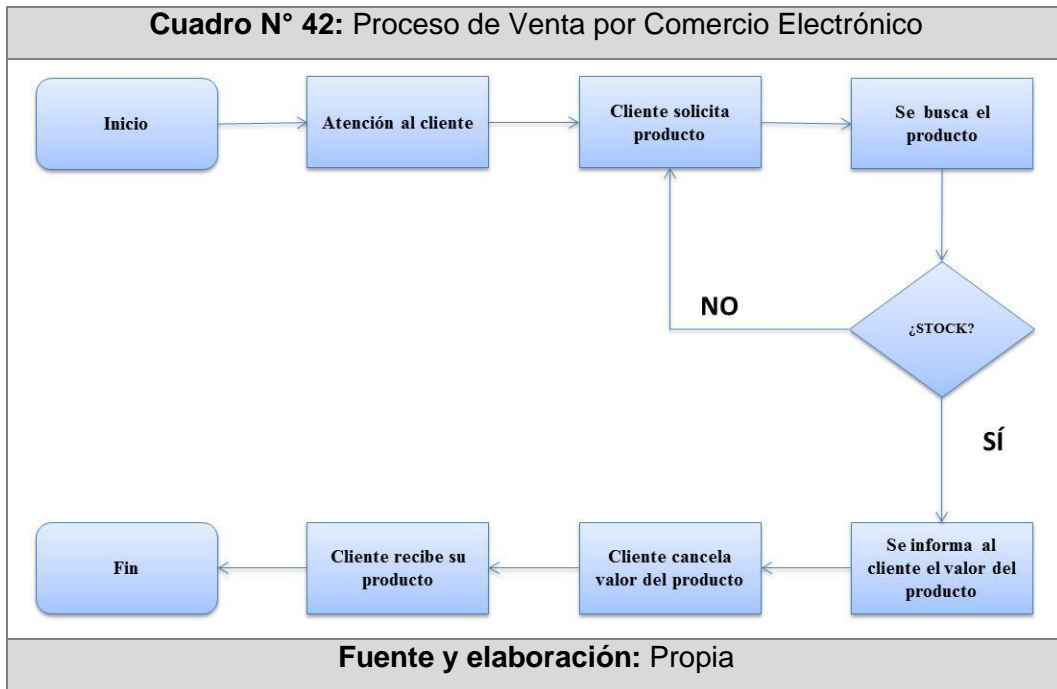 Cuadro N° 42: Proceso de Venta por Comercio Electrónico
Inicio
Atención al cliente
Cliente solicita
producto
Se busca el
producto
¿STOCK?
NO
SÍ
Se informa al
cliente el valor del
producto
Cliente cancela
valor del producto
Cliente recibe su
producto
Fin
Fuente y elaboración: Propia